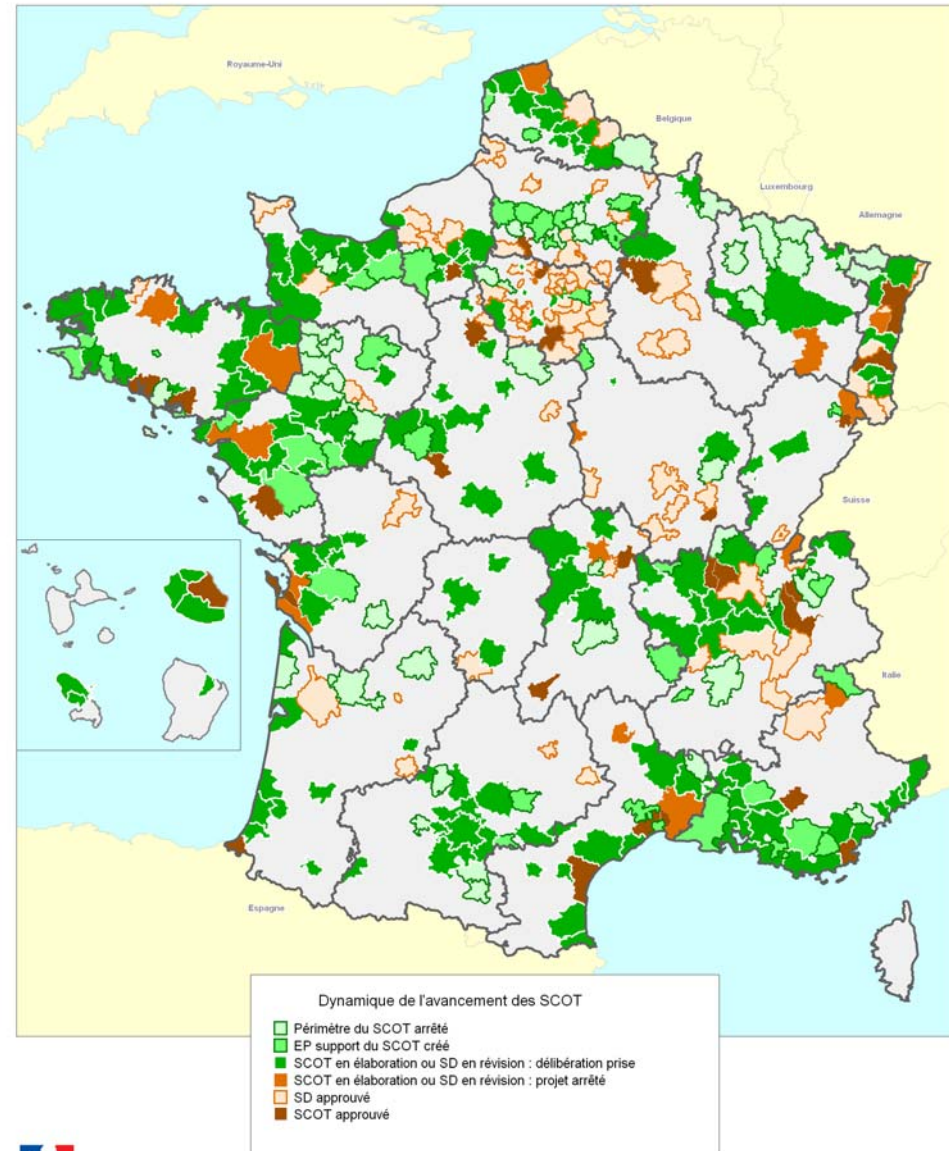 Royaume-Uni
Belgique
Luxembourg
Allemagne
Suisse
Italie
Espagne
Dynamique de l'avancement des SCOT
Périmètre du SCOT arrêté
EP support du SCOT créé
SCOT en élaboration ou SD en révision : délibération prise
SCOT en élaboration ou SD en révision : projet arrêté
SD approuvé
SCOT approuvé